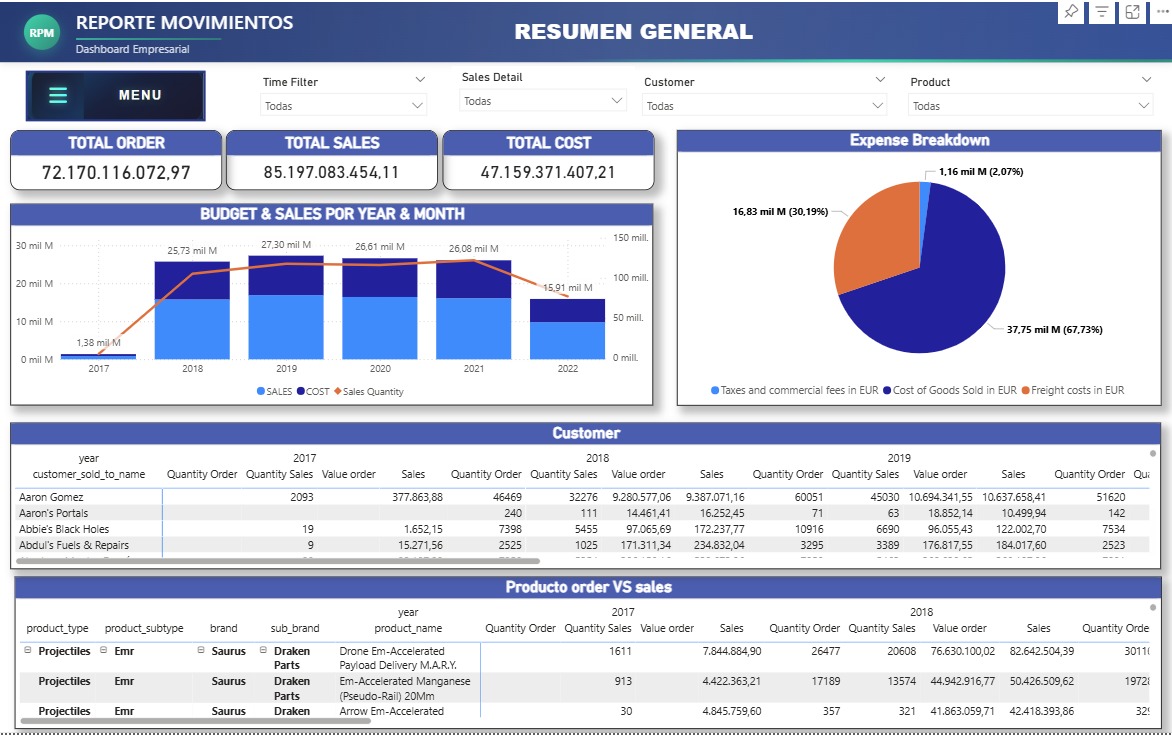 RPM
REPORTE MOVIMIENTOS
Dashboard Empresarial
RESUMEN GENERAL
MENU
Time Filter
Todas
Sales Detail
Todas
Customer
Todas
Product
Todas
TOTAL ORDER
72.170.116.072,97
TOTAL SALES
85.197.083.454,11
TOTAL COST
47.159.371.407,21
BUDGET & SALES POR YEAR & MONTH
30 mil M
20 mil M
10 mil M
0 mil M
150 mill.
100 mill.
50 mill.
0 mill.
1,38 mil M
25,73 mil M
27,30 mil M
26,61 mil M
26,08 mil M
15,91 mil M
2017 2018 2019 2020 2021 2022
SALES COST Sales Quantity
Expense Breakdown
1,16 mil M (2,07%)
16,83 mil M (30,19%)
37,75 mil M (67,73%)
Taxes and commercial fees in EUR Cost of Goods Sold in EUR Freight costs in EUR
Customer
year 2017 2018 2019
customer_sold_to_name Quantity Order Quantity Sales Value order Sales Quantity Order Quantity Sales Value order Sales Quantity Order Quantity Sales Value order Sales Quantity Order Qu
Aaron Gomez 2093 377.863,88 46469 32276 9.280.577,06 9.387.071,16 60051 45030 10.694.341,55 10.637.658,41 51620
Aaron's Portals 240 111 14.461,41 16.252,45 71 63 18.852,14 10.499,94 142
Abbie's Black Holes 19 1.652,15 7398 5455 97.065,69 172.237,77 10916 6690 96.055,43 122.002,70 7534
Abdul's Fuels & Repairs 9 15.271,56 2525 1025 171.311,34 234.832,04 3295 3389 176.817,55 184.017,60 2523
Producto order VS sales
year 2017 2018
product_type product_subtype brand sub_brand product_name Quantity Order Quantity Sales Value order Sales Quantity Order Quantity Sales Value order Sales Quantity Orde
Projectiles Emr Saurus Draken Parts Drone Em-Accelerated Payload Delivery M.A.R.Y. 1611 7.844.884,90 26477 20608 76.630.100,02 82.642.504,39 3011
Projectiles Emr Saurus Draken Parts Em-Accelerated Manganese (Pseudo-Rail) 20Mm 913 4.422.363,21 17189 13574 44.942.916,77 50.426.509,62 1972
Projectiles Emr Saurus Draken Arrow Em-Accelerated 30 4.845.759,60 357 321 41.863.059,71 42.418.393,86 32